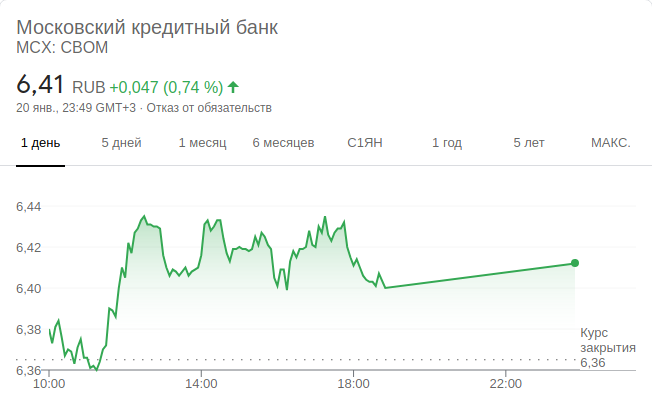 Московский кредитный банк
MCX: CBOM
6,41 RUB +0,047 (0,74 %)
20 янв., 23:49 GMT+3 · Отказ от обязательств
1 день 5 дней 1 месяц 6 месяцев С1ЯН 1 год 5 лет МАКС.
6,44
6,42
6,40
6,38
Курс
закрытия
6,36
6,36
10:00 14:00 18:00 22:00